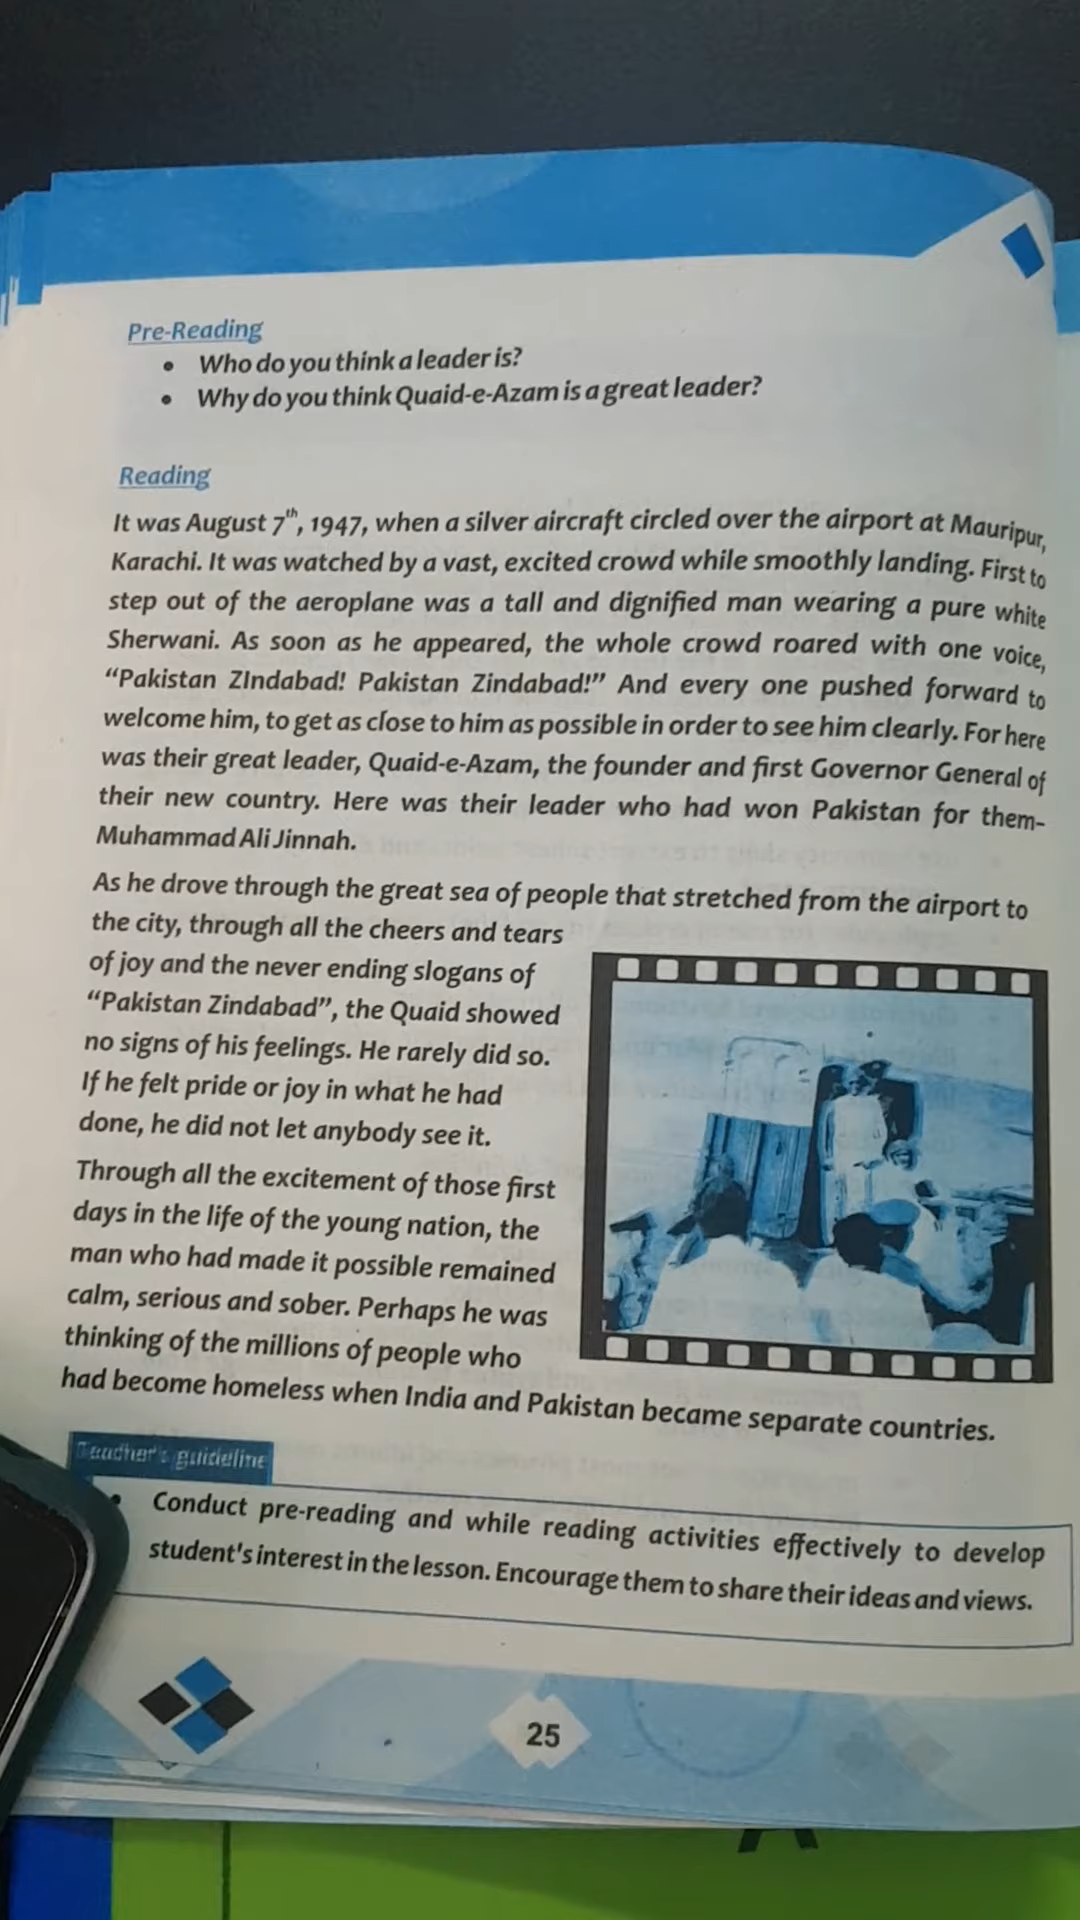 Pre-Reading
• Who do you think a leader is?
• Why do you think Quaid-e-Azam is a great leader?
Reading
It was August 7th, 1947, when a silver aircraft circled over the airport at Mauripur,
Karachi. It was watched by a vast, excited crowd while smoothly landing. First to
step out of the aeroplane was a tall and dignified man wearing a pure white
Sherwani. As soon as he appeared, the whole crowd roared with one voice,
“Pakistan ZIndabad! Pakistan Zindabad!” And every one pushed forward to
welcome him, to get as close to him as possible in order to see him clearly. For here
was their great leader, Quaid-e-Azam, the founder and first Governor General of
their new country. Here was their leader who had won Pakistan for them-
Muhammad Ali Jinnah.
As he drove through the great sea of people that stretched from the airport to
the city, through all the cheers and tears
of joy and the never ending slogans of
“Pakistan Zindabad”, the Quaid showed
no signs of his feelings. He rarely did so.
If he felt pride or joy in what he had
done, he did not let anybody see it.
Through all the excitement of those first
days in the life of the young nation, the
man who had made it possible remained
calm, serious and sober. Perhaps he was
thinking of the millions of people who
had become homeless when India and Pakistan became separate countries.
Teacher's guideline
• Conduct pre-reading and while reading activities effectively to develop
student's interest in the lesson. Encourage them to share their ideas and views.
25